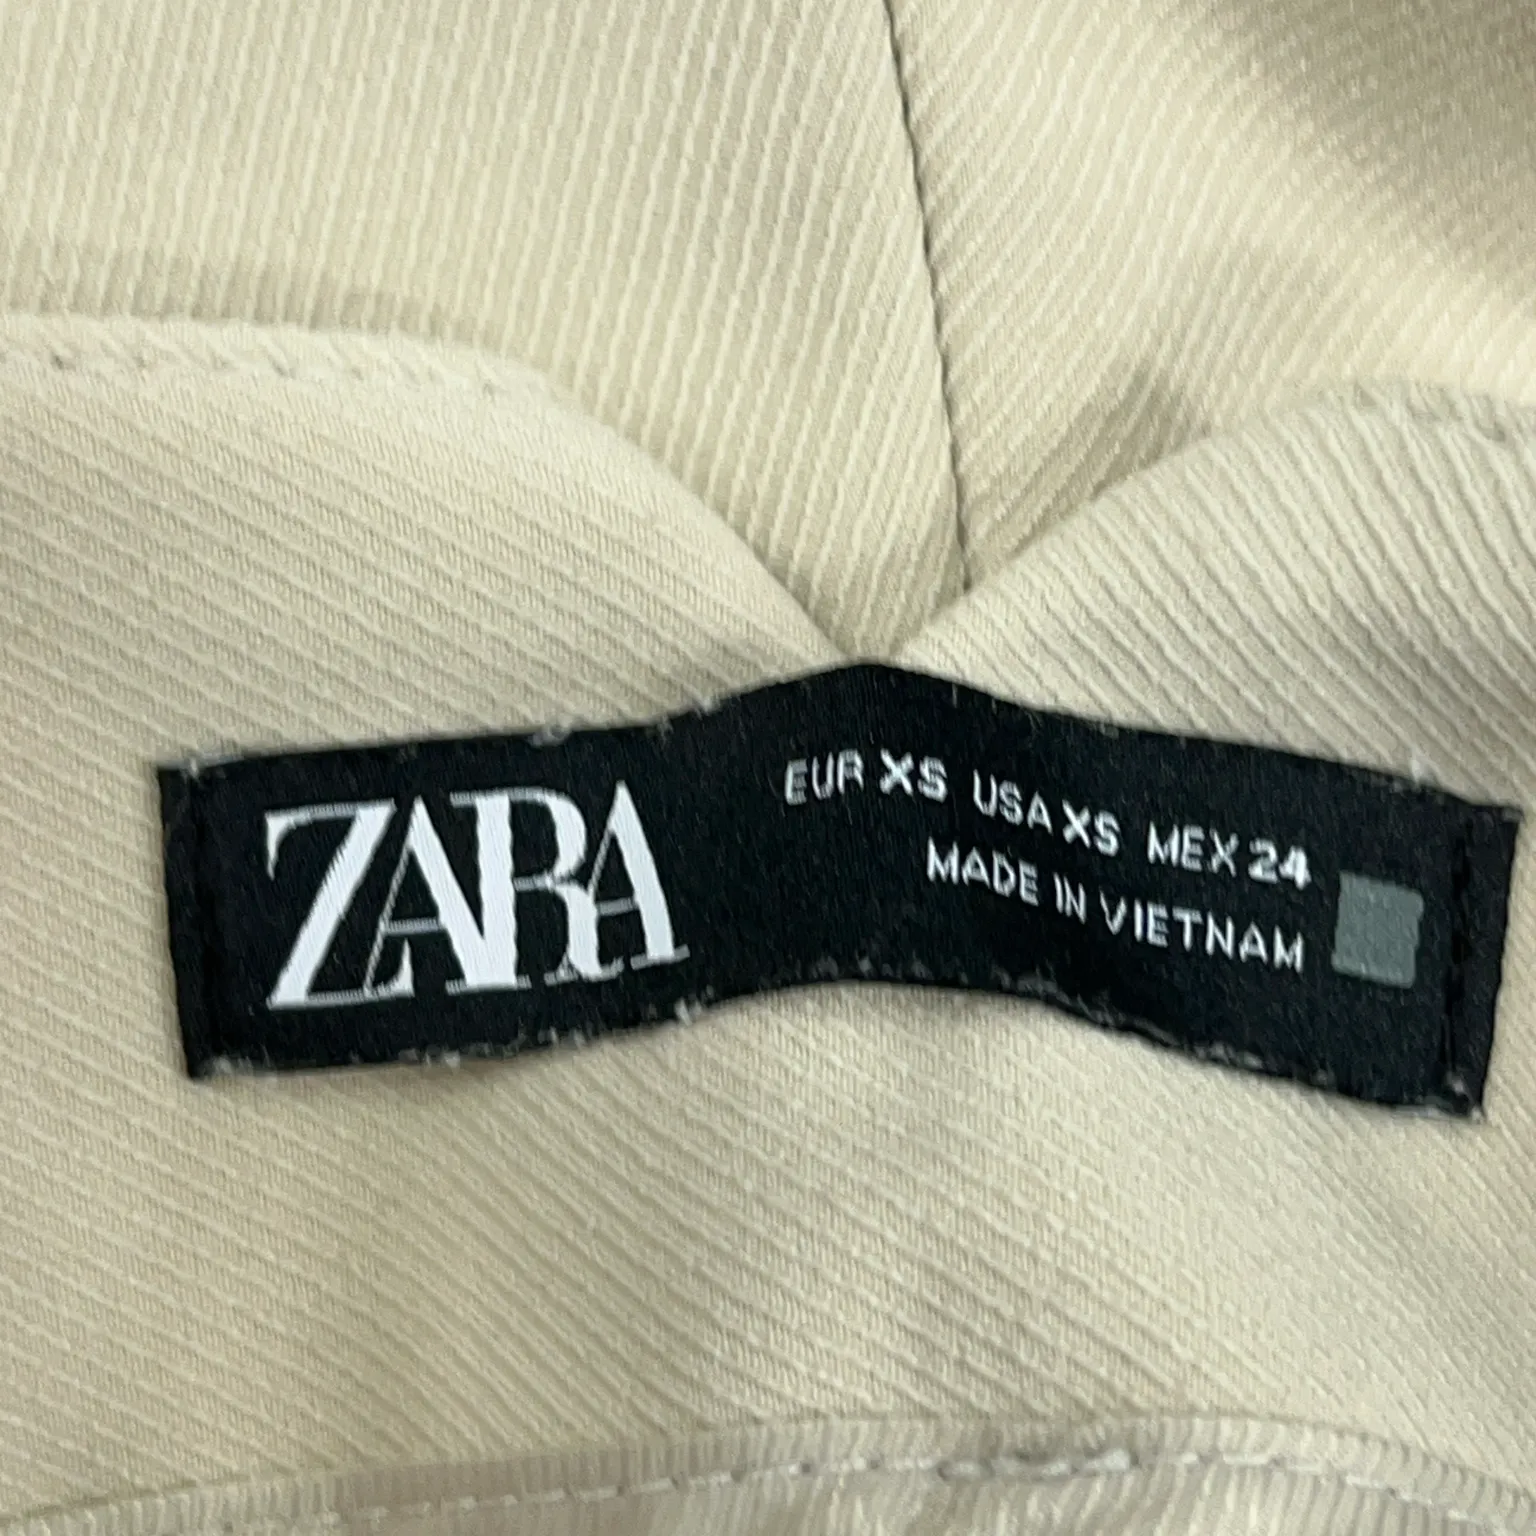 ZARA
EUR XS USA XS MEX 24
MADE IN VIETNAM